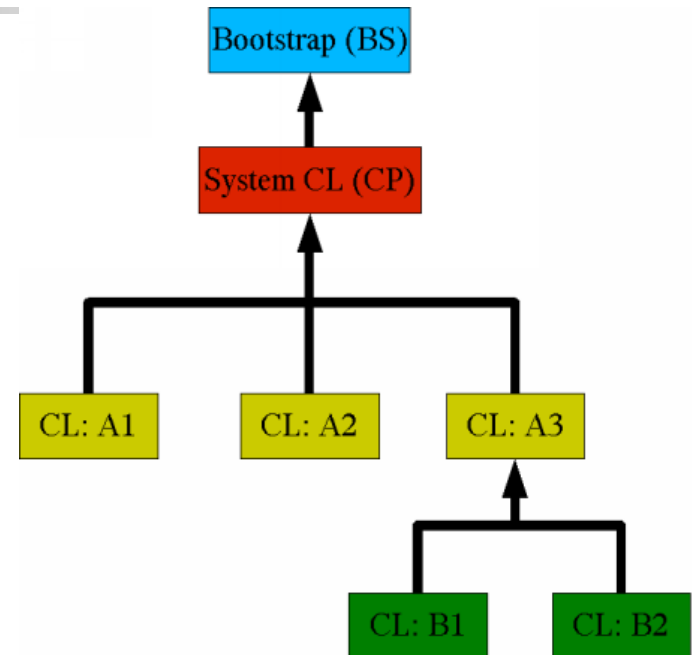 Bootstrap (BS)
System CL (CP)
CL: A1
CL: A2
CL: A3
CL: B1
CL: B2